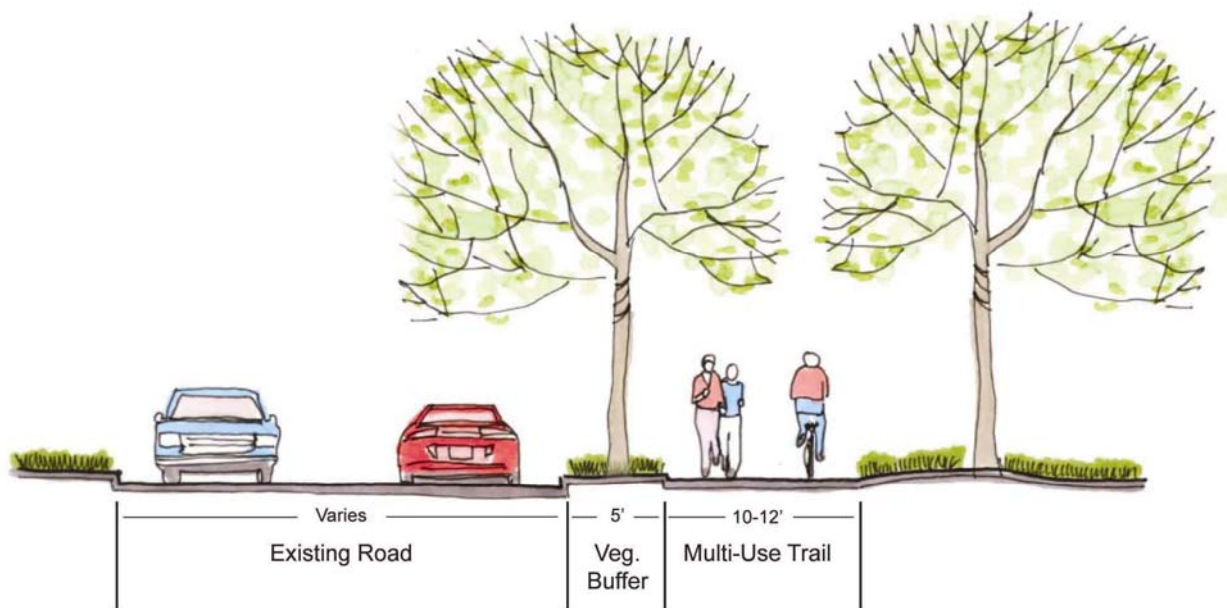 Varies
Existing Road
5'
Veg.
Buffer
10-12'
Multi-Use Trail